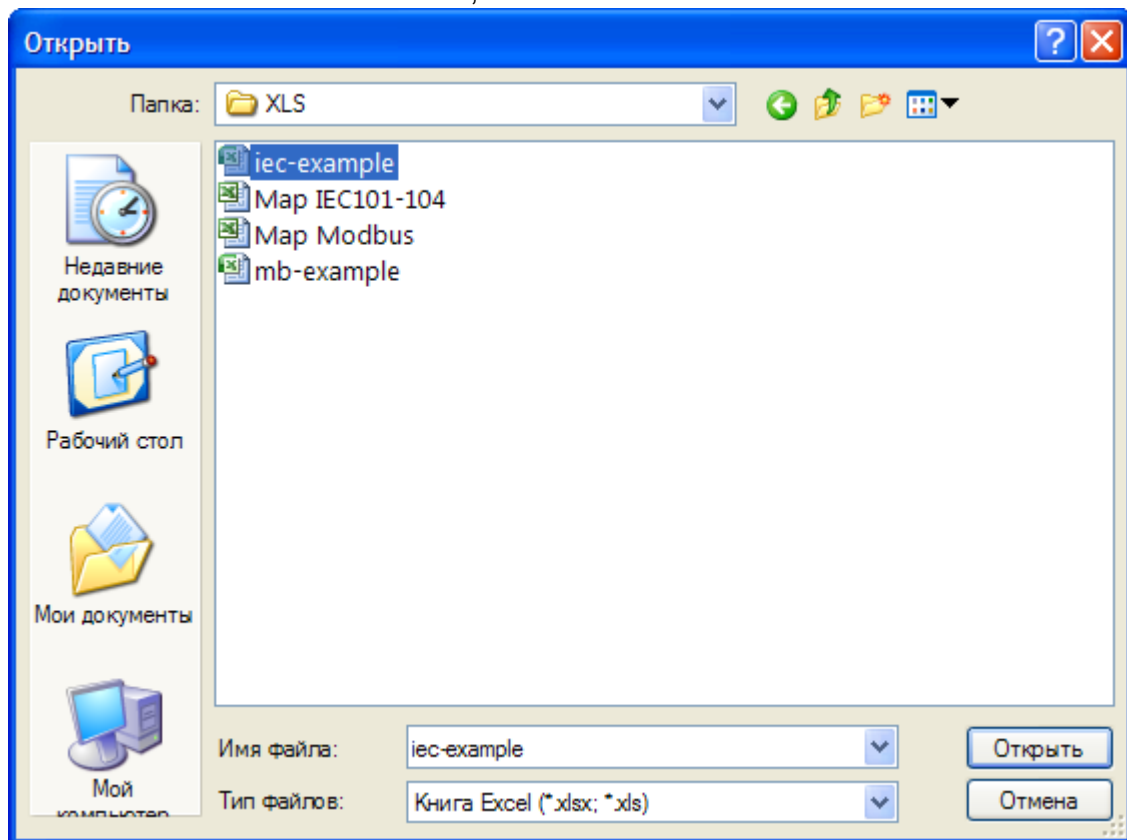 Открыть
Папка: XLS
iec-example
Map IEC101-104
Map Modbus
mb-example
Недавние
документы
Рабочий стол
Мои документы
Мой
компьютер
Имя файла: iec-example Открыть
Тип файлов: Книга Excel (*.xlsx; *.xls) Отмена